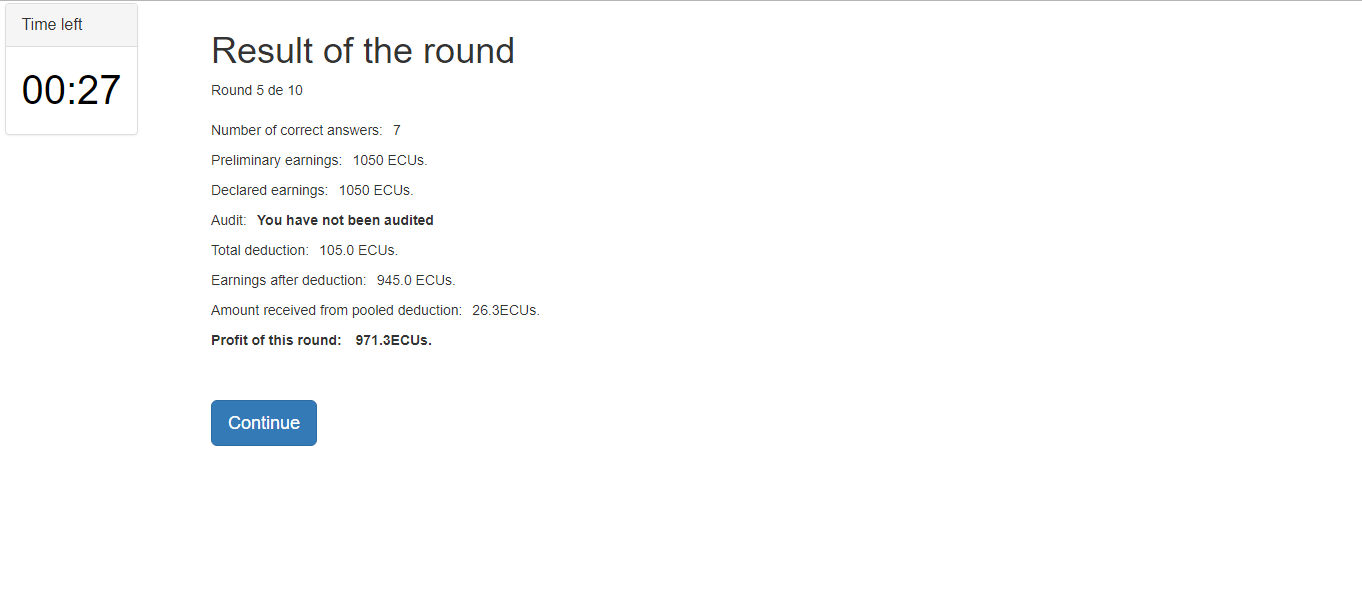 Time left
00:27
Result of the round
Round 5 de 10
Number of correct answers: 7
Preliminary earnings: 1050 ECUs.
Declared earnings: 1050 ECUs.
Audit: You have not been audited
Total deduction: 105.0 ECUs.
Earnings after deduction: 945.0 ECUs.
Amount received from pooled deduction: 26.3ECUs.
Profit of this round: 971.3ECUs.
Continue